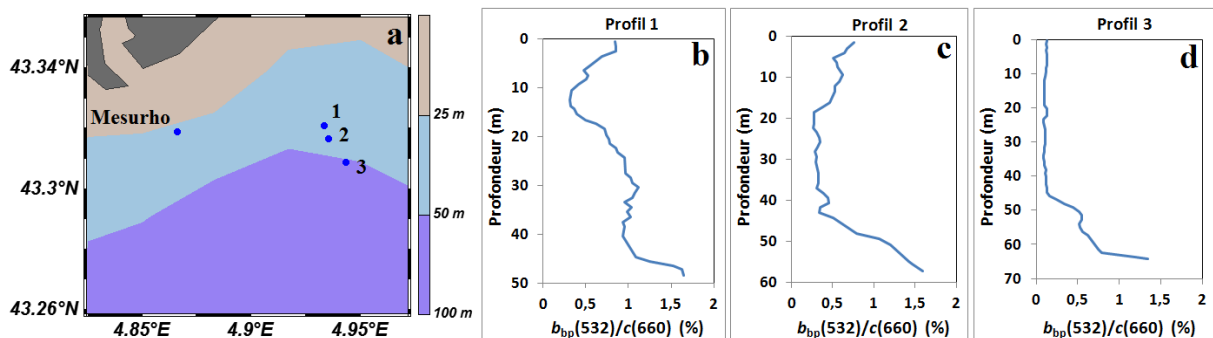 a
43.34°N
43.3°N
43.26°N
4.85°E
4.9°E
4.95°E
Mesurho
1
2
3
25 m
50 m
100 m
Profil 1
b
Profondeur (m)
0
10
20
30
40
50
0
0,5
1
1,5
2
bbp(532)/c(660) (%)
Profil 2
c
Profondeur (m)
0
10
20
30
40
50
60
0
0,5
1
1,5
2
bbp(532)/c(660) (%)
Profil 3
d
Profondeur (m)
0
10
20
30
40
50
60
70
0
0,5
1
1,5
2
bbp(532)/c(660) (%)